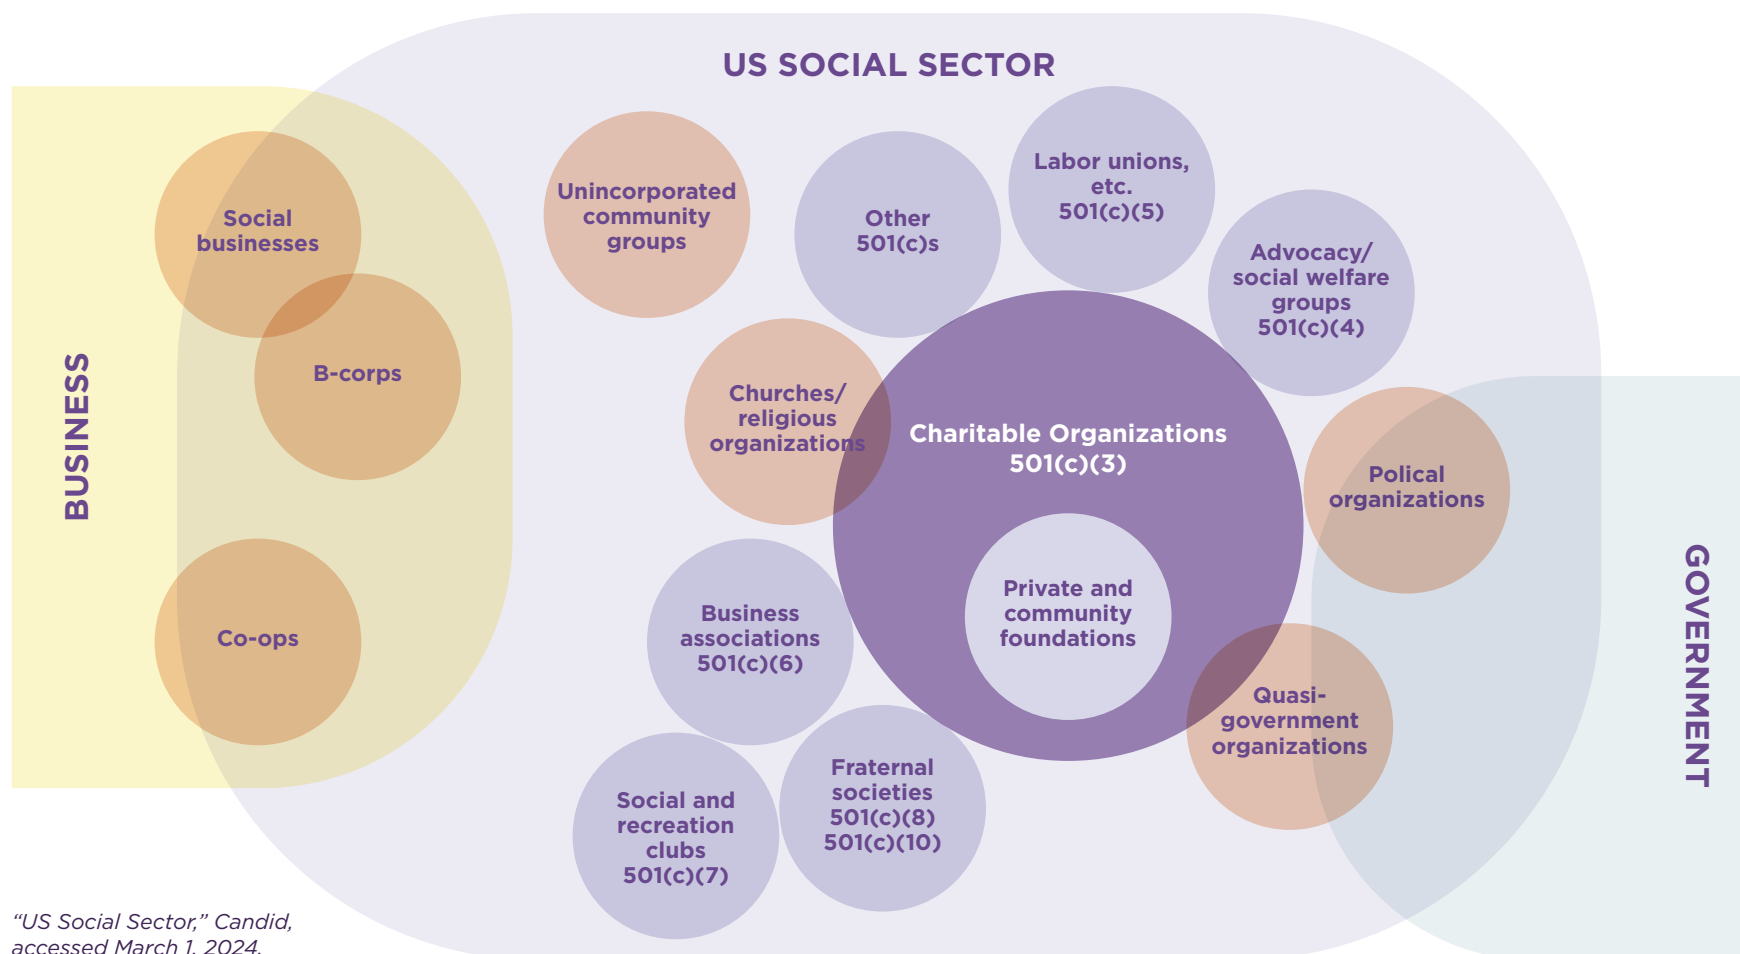 US SOCIAL SECTOR
BUSINESS
Social
businesses
B-corps
Co-ops
Unincorporated
community
groups
Other
501(c)s
Labor unions,
etc.
501(c)(5)
Advocacy/
social welfare
groups
501(c)(4)
Churches/
religious
organizations
Charitable Organizations
501(c)(3)
Private and
community
foundations
Polical
organizations
Quasi-
government
organizations
GOVERNMENT
Business
associations
501(c)(6)
Fraternal
societies
501(c)(8)
501(c)(10)
Social and
recreation
clubs
501(c)(7)
“US Social Sector,” Candid,
accessed March 1, 2024.